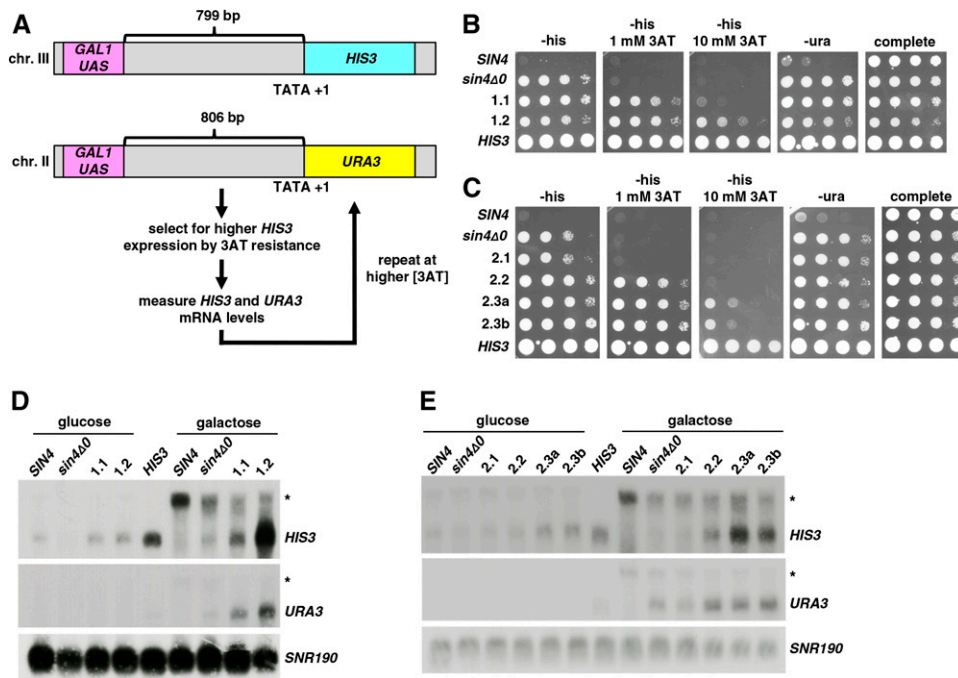 A
799 bp
chr. III
GAL1
UAS
HIS3
TATA +1
806 bp
chr. II
GAL1
UAS
URA3
TATA +1
select for higher HIS3
expression by 3AT resistance
measure HIS3 and URA3
mRNA levels
repeat at
higher [3AT]
B
-his
-his
1 mM 3AT
-his
10 mM 3AT
-ura
complete
SIN4
sin4Δ0
1.1
1.2
HIS3
C
-his
-his
1 mM 3AT
-his
10 mM 3AT
-ura
complete
SIN4
sin4Δ0
2.1
2.2
2.3a
2.3b
HIS3
D
glucose
galactose
SIN4 sin4Δ0 1.1 1.2 HIS3 SIN4 sin4Δ0 1.1 1.2
*
HIS3
*
URA3
SNR190
E
glucose
galactose
SIN4 sin4Δ0 2.1 2.2 2.3a 2.3b HIS3 SIN4 sin4Δ0 2.1 2.2 2.3a 2.3b
*
HIS3
*
URA3
SNR190